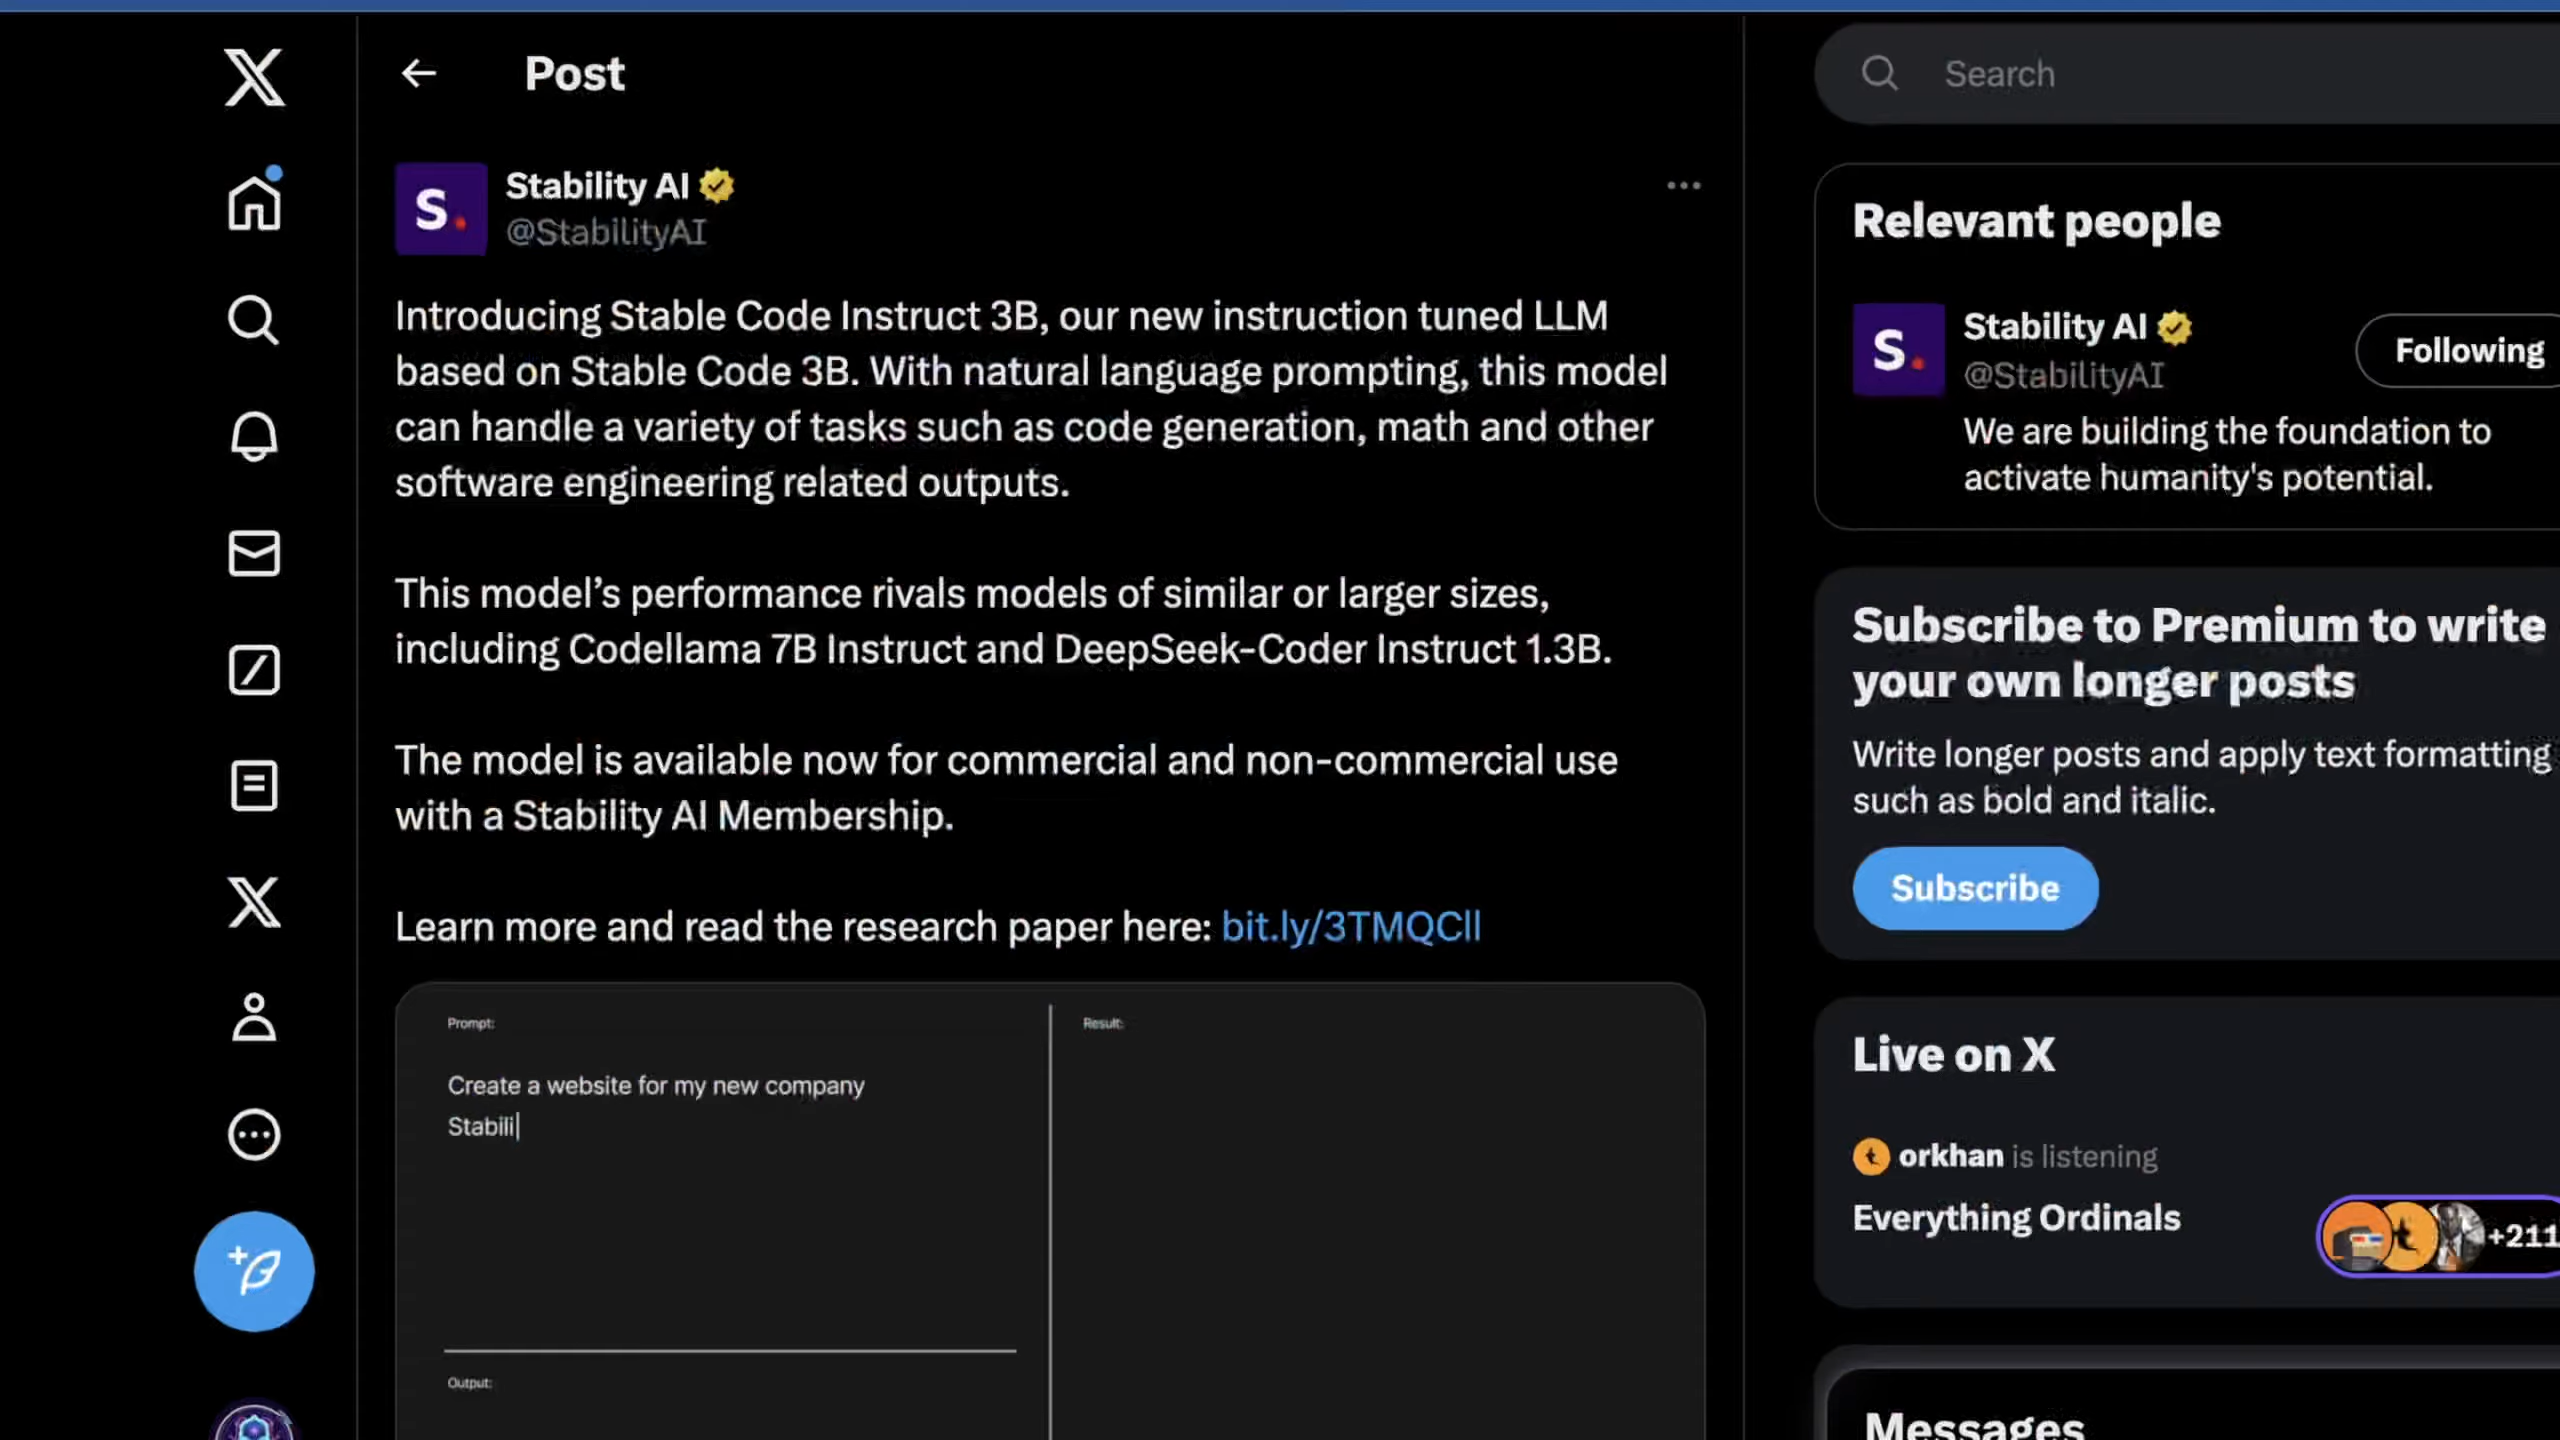 Post
Stability AI
@StabilityAI
Introducing Stable Code Instruct 3B, our new instruction tuned LLM
based on Stable Code 3B. With natural language prompting, this model
can handle a variety of tasks such as code generation, math and other
software engineering related outputs.
This model’s performance rivals models of similar or larger sizes,
including Codellama 7B Instruct and DeepSeek-Coder Instruct 1.3B.
The model is available now for commercial and non-commercial use
with a Stability AI Membership.
Learn more and read the research paper here: bit.ly/3TMQCll
Prompt:
Create a website for my new company
Stabili
Output:
Result:
Search
Relevant people
S.
Stability AI
@StabilityAI
Following
We are building the foundation to
activate humanity's potential.
Subscribe to Premium to write
your own longer posts
Write longer posts and apply text formatting
such as bold and italic.
Subscribe
Live on X
orkhan is listening
Everything Ordinals
+211
Messages